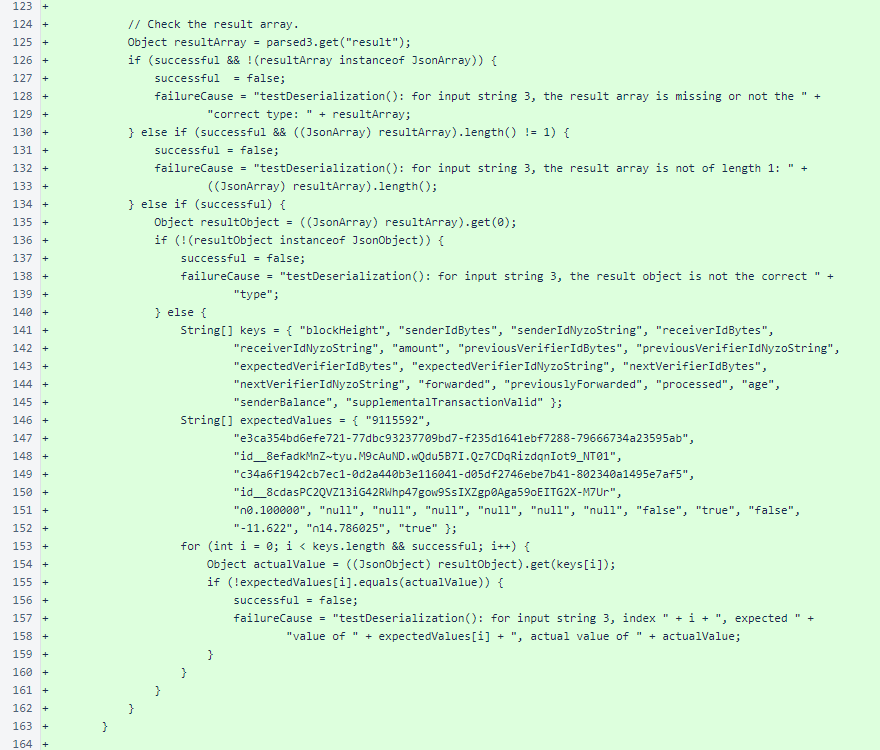 123 +
124 +             // Check the result array.
125 +             Object resultArray = parsed3.get("result");
126 +             if (successful && !(resultArray instanceof JsonArray)) {
127 +                 successful  = false;
128 +                 failureCause = "testDeserialization(): for input string 3, the result array is missing or not the " +
129 +                         "correct type: " + resultArray;
130 +             } else if (successful && ((JsonArray) resultArray).length() != 1) {
131 +                 successful = false;
132 +                 failureCause = "testDeserialization(): for input string 3, the result array is not of length 1: " +
133 +                         ((JsonArray) resultArray).length();
134 +             } else if (successful) {
135 +                 Object resultObject = ((JsonArray) resultArray).get(0);
136 +                 if (!(resultObject instanceof JsonObject)) {
137 +                     successful = false;
138 +                     failureCause = "testDeserialization(): for input string 3, the result object is not the correct " +
139 +                             "type";
140 +                 } else {
141 +                     String[] keys = { "blockHeight", "senderIdBytes", "senderIdNyzoString", "receiverIdBytes",
142 +                             "receiverIdNyzoString", "amount", "previousVerifierIdBytes", "previousVerifierIdNyzoString",
143 +                             "expectedVerifierIdBytes", "expectedVerifierIdNyzoString", "nextVerifierIdBytes",
144 +                             "nextVerifierIdNyzoString", "forwarded", "previouslyForwarded", "processed", "age",
145 +                             "senderBalance", "supplementalTransactionValid" };
146 +                     String[] expectedValues = { "9115592",
147 +                             "e3ca354bd6efe721-77dbc93237709bd7-f235d1641ebf7288-79666734a23595ab",
148 +                             "id__8efadkMnZ~tyu.M9cAuND.wQdu5B7I.Qz7CDqRizdqnIot9_NT01",
149 +                             "c34a6f1942cb7ec1-0d2a440b3e116041-d05df2746ebe7b41-802340a1495e7af5",
150 +                             "id__8cdasPC2QVZ13iG42RWhp47gow9SsIXZgp0Aga59oEITG2X-M7Ur",
151 +                             "∩0.100000", "null", "null", "null", "null", "null", "null", "false", "true", "false",
152 +                             "-11.622", "∩14.786025", "true" };
153 +                     for (int i = 0; i < keys.length && successful; i++) {
154 +                         Object actualValue = ((JsonObject) resultObject).get(keys[i]);
155 +                         if (!expectedValues[i].equals(actualValue)) {
156 +                             successful = false;
157 +                             failureCause = "testDeserialization(): for input string 3, index " + i + ", expected " +
158 +                                     "value of " + expectedValues[i] + ", actual value of " + actualValue;
159 +                         }
160 +                     }
161 +                 }
162 +             }
163 +         }
164 +